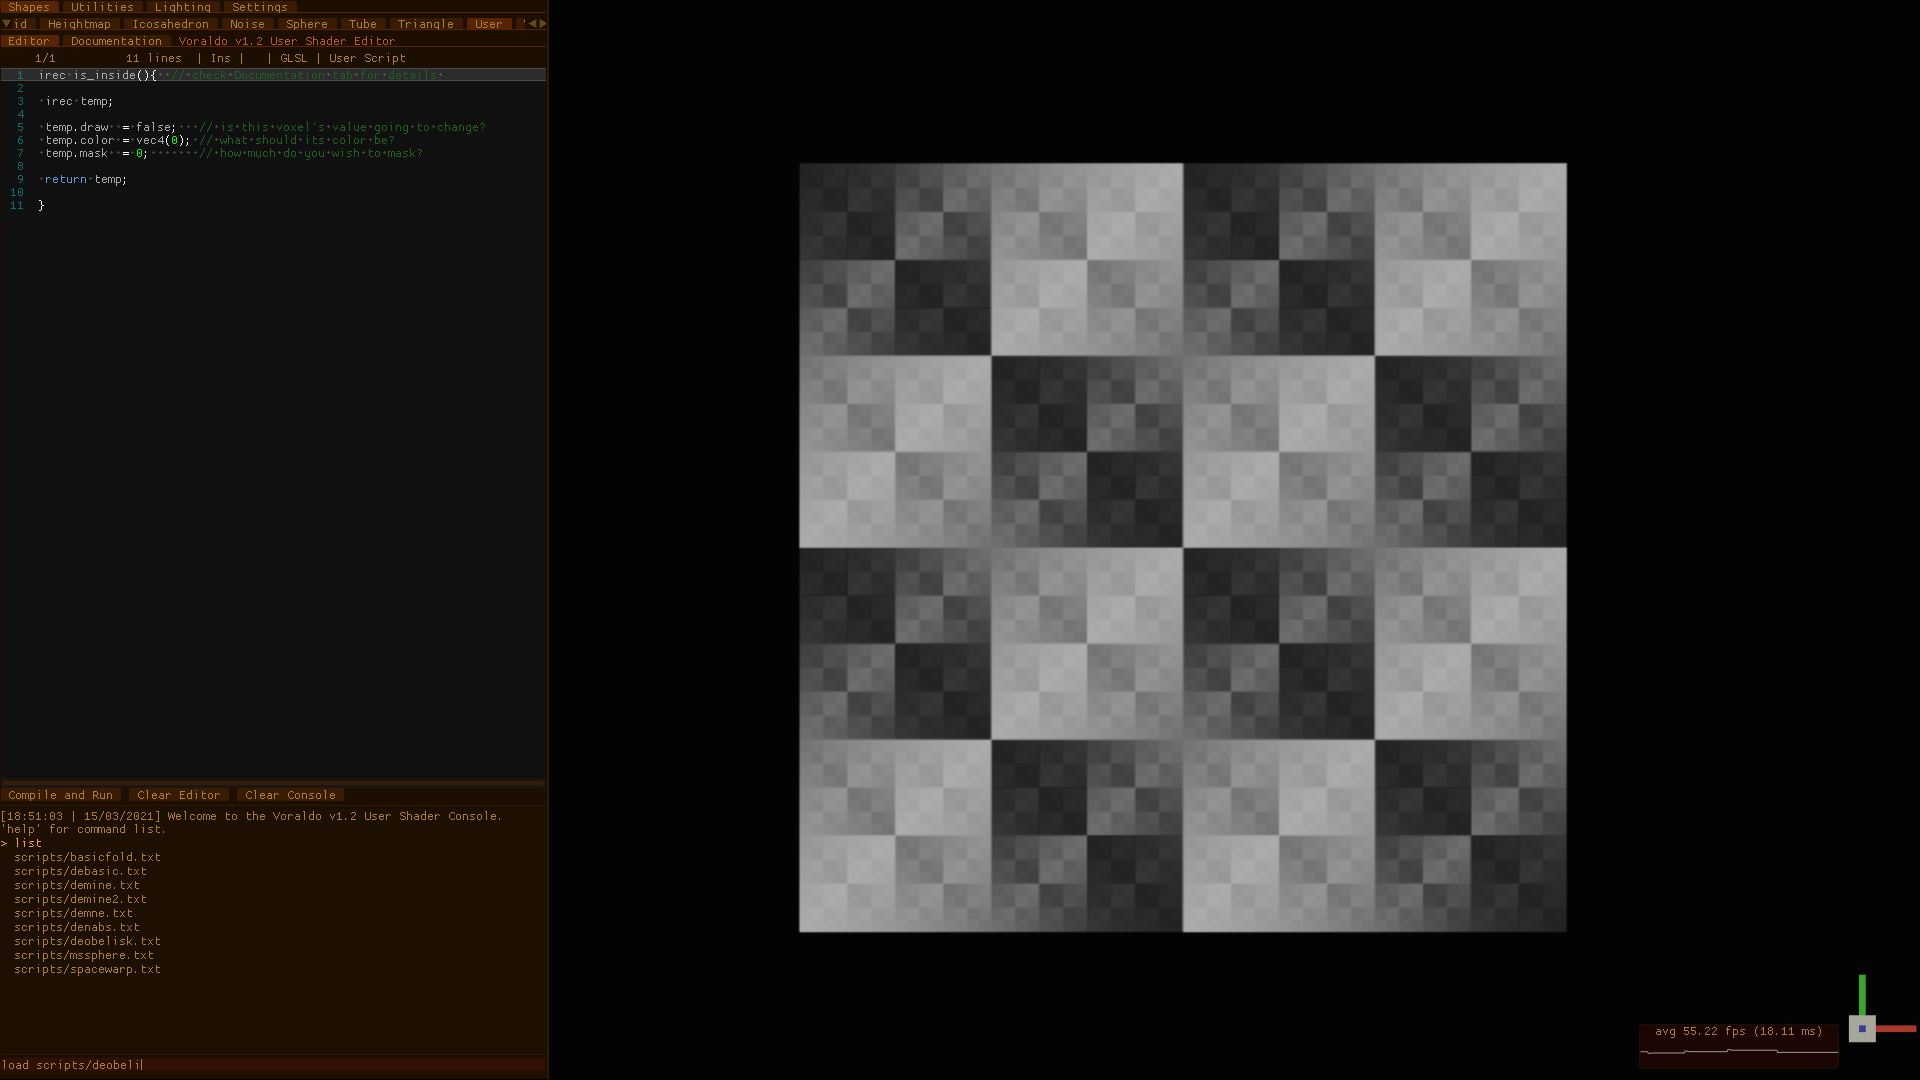 Shapes Utilities Lighting Settings
id Heightmap Icosahedron Noise Sphere Tube Triangle User
Editor Documentation Voraldo v1.2 User Shader Editor
1/1 11 lines | Ins | | GLSL | User Script
1 irec is_inside(){ // check Documentation tab for details
2
3 irec temp;
4
5 temp.draw = false; // is this voxel's value going to change?
6 temp.color = vec4(0); // what should its color be?
7 temp.mask = 0; // how much do you wish to mask?
8
9 return temp;
10
11 }
Compile and Run Clear Editor Clear Console
[18:51:03 | 15/03/2021] Welcome to the Voraldo v1.2 User Shader Console.
'help' for command list.
> list
scripts/basicfold.txt
scripts/debasic.txt
scripts/demine.txt
scripts/demine2.txt
scripts/demne.txt
scripts/denabs.txt
scripts/deobelisk.txt
scripts/mssphere.txt
scripts/spacewarp.txt
load scripts/deobeli
avg 55.22 fps (18.11 ms)